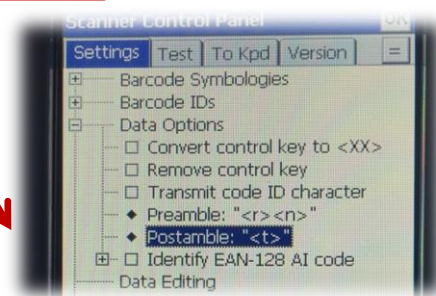 Scanner Control Panel OK
Settings Test To Kpd Version =
Barcode Symbologies
Barcode IDs
Data Options
Convert control key to <XX>
Remove control key
Transmit code ID character
Preamble: "<r><n>"
Postamble: "<t>"
Identify EAN-128 AI code
Data Editing